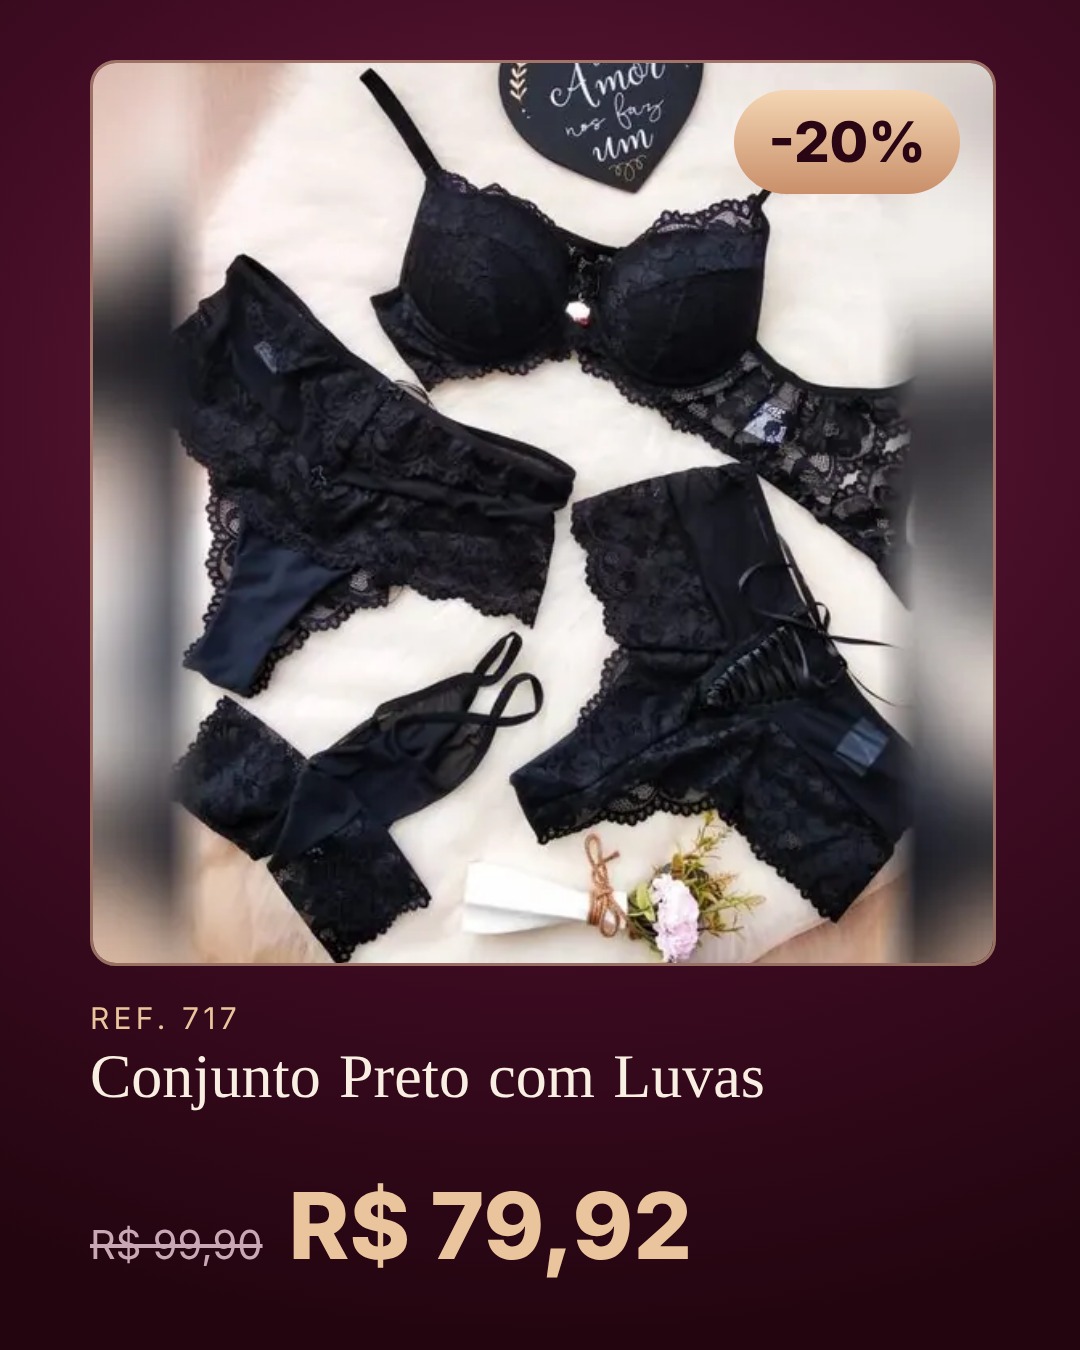 Amor
nos faz
um
-20%
REF. 717
Conjunto Preto com Luvas
R$ 99,90 R$ 79,92